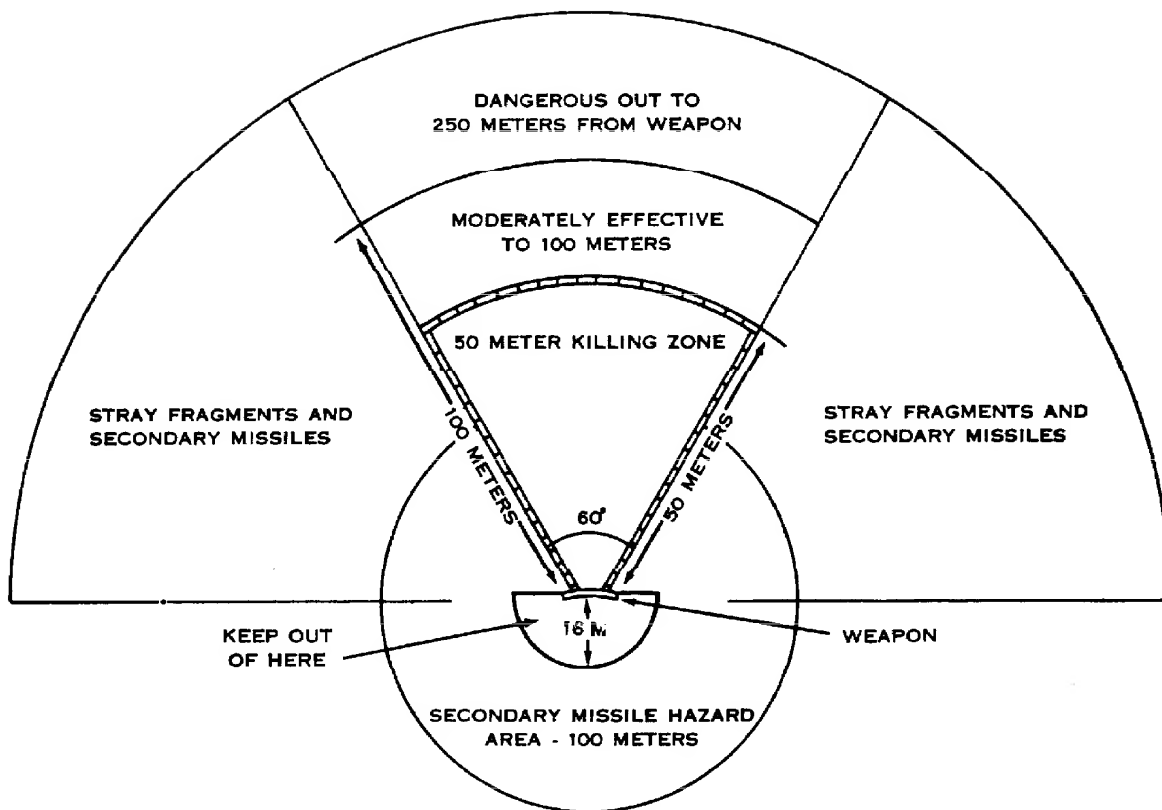 DANGEROUS OUT TO
250 METERS FROM WEAPON
MODERATELY EFFECTIVE
TO 100 METERS
50 METER KILLING ZONE
STRAY FRAGMENTS AND
SECONDARY MISSILES
STRAY FRAGMENTS AND
SECONDARY MISSILES
100 METERS
50 METERS
60°
KEEP OUT
OF HERE
16 M
WEAPON
SECONDARY MISSILE HAZARD
AREA - 100 METERS